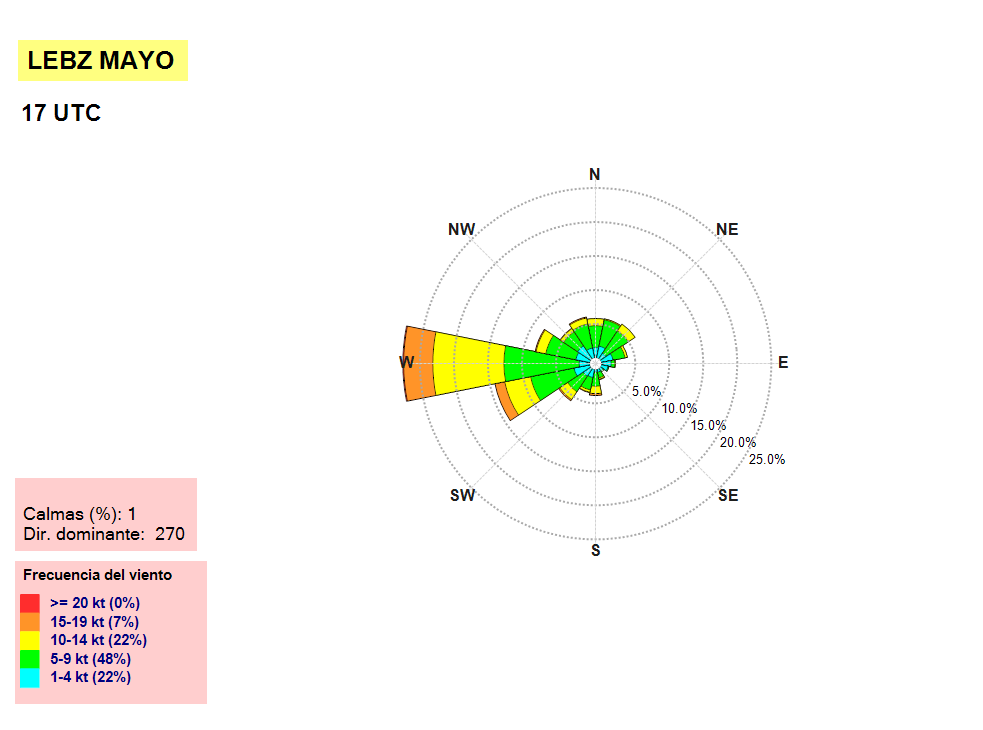 LEBZ MAYO
17 UTC
N
NW
NE
W
E
5.0%
10.0%
15.0%
20.0%
25.0%
SW
SE
S
Calmas (%): 1
Dir. dominante: 270
Frecuencia del viento
>= 20 kt (0%)
15-19 kt (7%)
10-14 kt (22%)
5-9 kt (48%)
1-4 kt (22%)